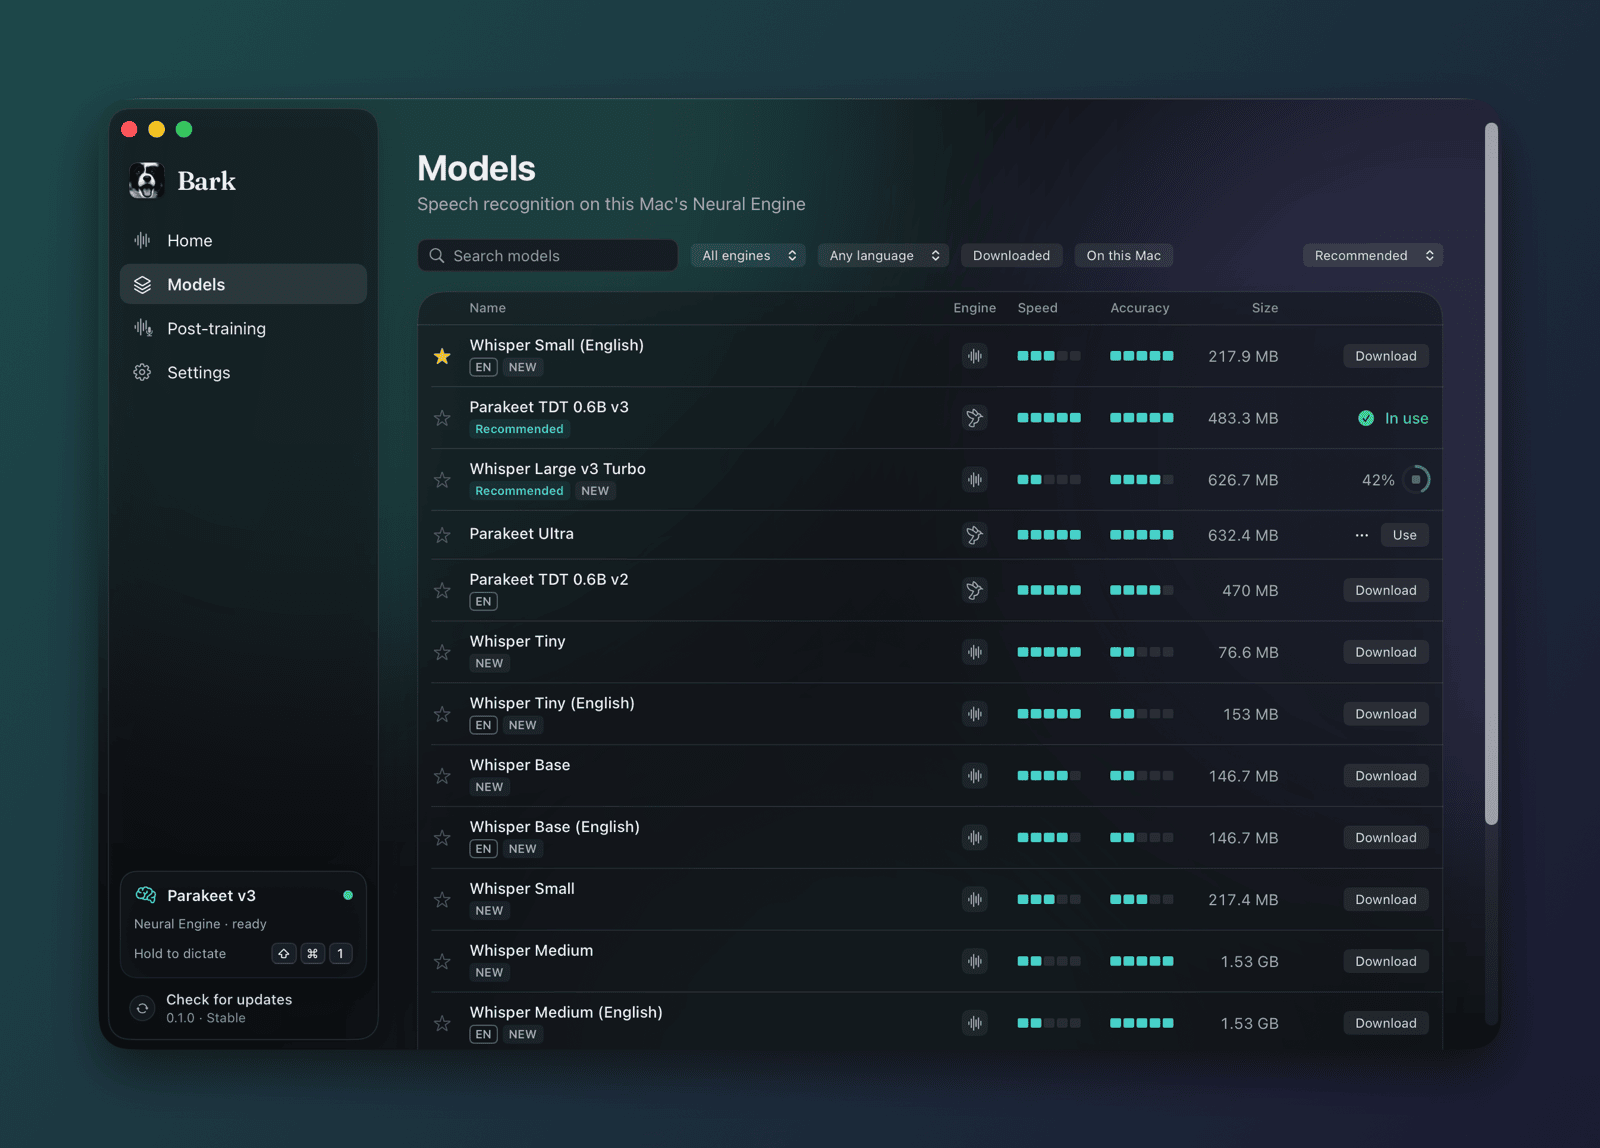 Bark
Home
Models
Post-training
Settings
Parakeet v3
Neural Engine · ready
Hold to dictate ⇧ ⌘ 1
Check for updates
0.1.0 · Stable
Models
Speech recognition on this Mac's Neural Engine
Search models All engines Any language Downloaded On this Mac Recommended
Name Engine Speed Accuracy Size
Whisper Small (English)
EN NEW
217.9 MB Download
Parakeet TDT 0.6B v3
Recommended
483.3 MB In use
Whisper Large v3 Turbo
Recommended NEW
626.7 MB 42%
Parakeet Ultra
632.4 MB ··· Use
Parakeet TDT 0.6B v2
EN
470 MB Download
Whisper Tiny
NEW
76.6 MB Download
Whisper Tiny (English)
EN NEW
153 MB Download
Whisper Base
NEW
146.7 MB Download
Whisper Base (English)
EN NEW
146.7 MB Download
Whisper Small
NEW
217.4 MB Download
Whisper Medium
NEW
1.53 GB Download
Whisper Medium (English)
EN NEW
1.53 GB Download